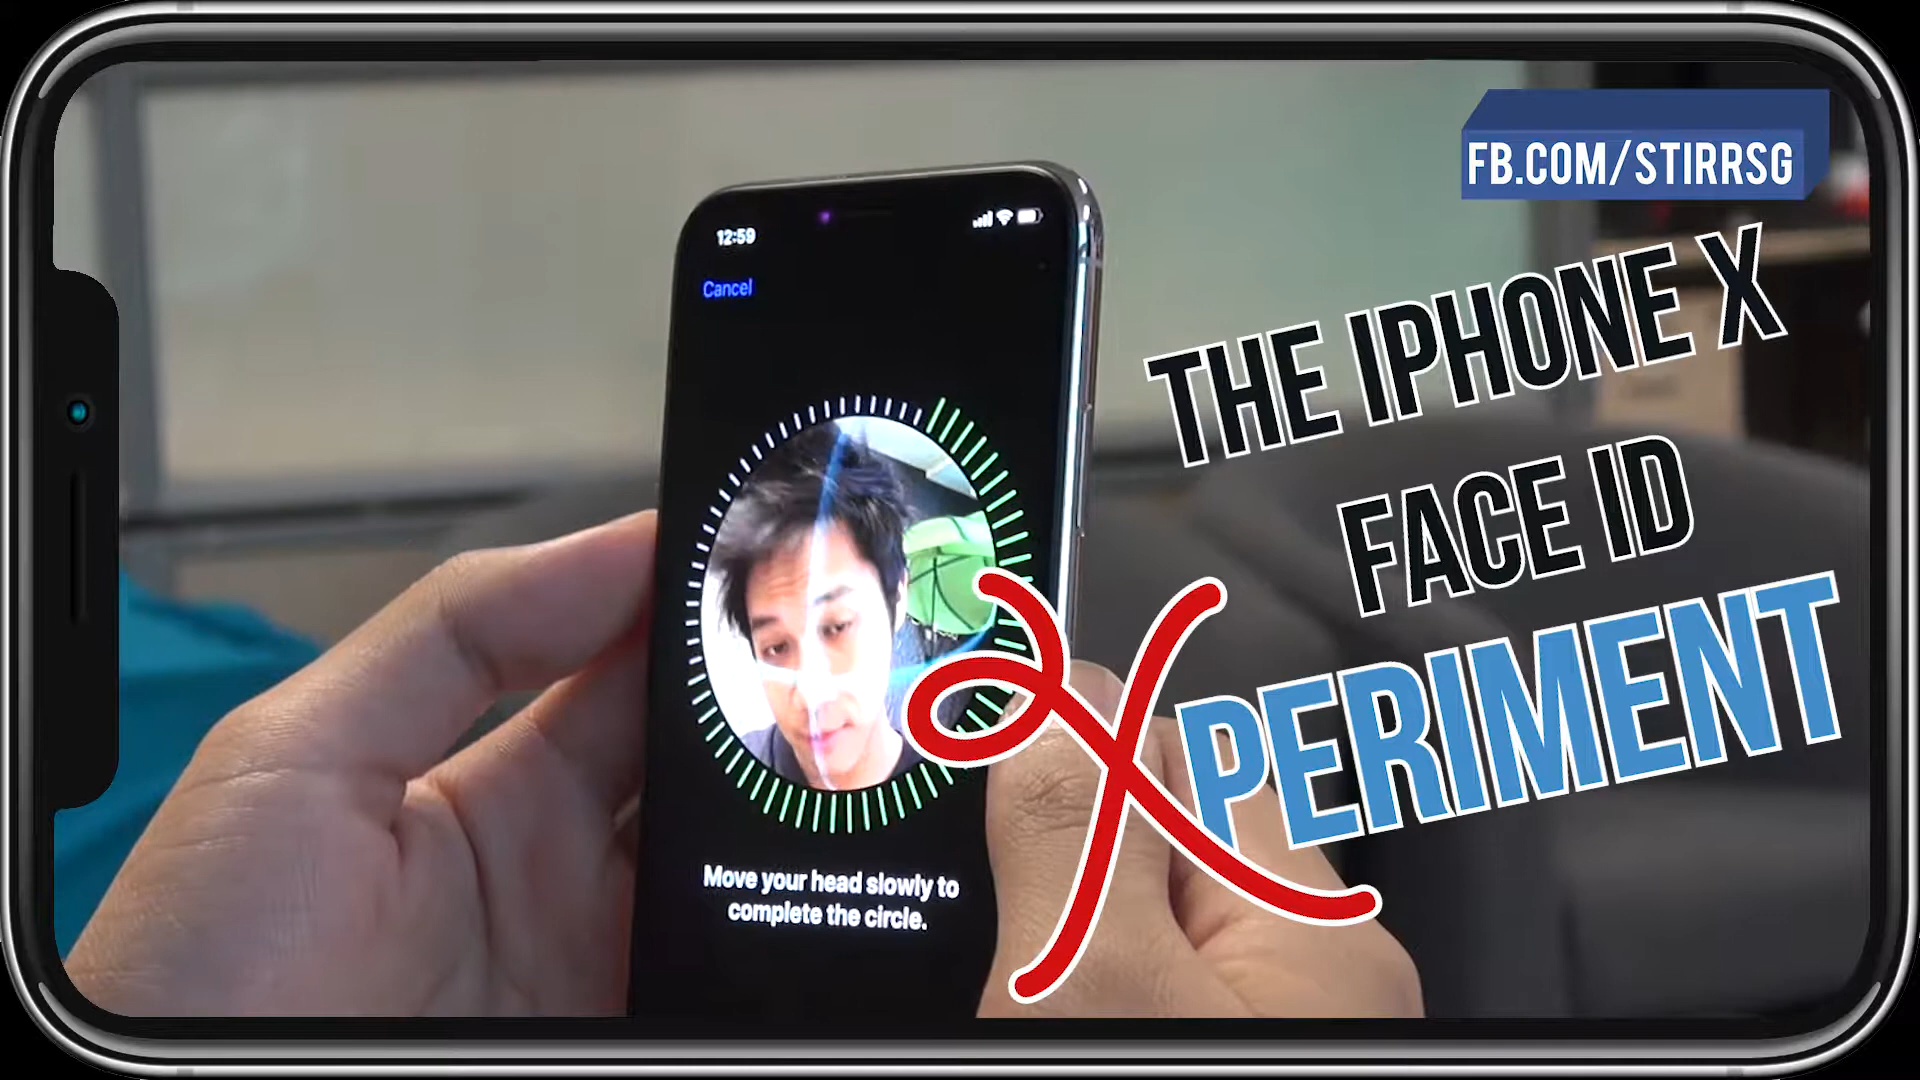 FB.COM/STIRRSG
THE IPHONE X
FACE ID
XPERIMENT
12:59
Cancel
Move your head slowly to
complete the circle.